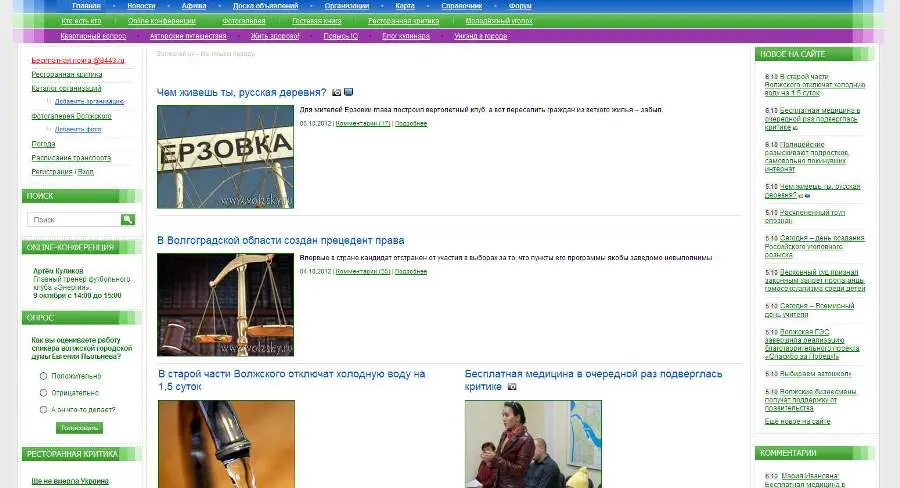 Главная Новости Афиша Доска объявлений Организации Карта Справочник Форум
Кто есть кто Online конференции Фотогалерея Гостевая книга Ресторанная критика Молодёжный уголок
Квартирный вопрос Авторские путешествия Жить здорово! Повысь IQ Блог кулинара Уикэнд в городе
Бесплатная почта @8443.ru
Ресторанная критика
Каталог организаций
Добавить организацию
Фотогалерея Волжского
Добавить фото
Погода
Расписание транспорта
Регистрация / Вход
ПОИСК
Поиск
ONLINE-КОНФЕРЕНЦИЯ
Артём Куликов
Главный тренер футбольного
клуба «Энергия».
9 октября с 14:00 до 15:00
ОПРОС
Как вы оцениваете работу
спикера волжской городской
думы Евгения Пыльнева?
Положительно
Отрицательно
А он что-то делает?
Голосовать
РЕСТОРАННАЯ КРИТИКА
Ще не вмерла Украина
Чем живешь ты, русская деревня?
ЕРЗОВКА
www.volzsky.ru
Для жителей Ерзовки глава построил вертолетный клуб, а вот переселить граждан из ветхого жилья – забыл.
05.10.2012 | Комментарии (17) | Подробнее
В Волгоградской области создан прецедент права
www.volzsky.ru
Впервые в стране кандидат отстранен от участия в выборах за то, что пункты его программы якобы заведомо невыполнимы.
04.10.2012 | Комментарии (55) | Подробнее
В старой части Волжского отключат холодную воду на
1,5 суток
Бесплатная медицина в очередной раз подверглась
критике
НОВОЕ НА САЙТЕ
6.10 В старой части
Волжского отключат холодную
воду на 1,5 суток
6.10 Бесплатная медицина в
очередной раз подверглась
критике
6.10 Полицейские
разыскивают подростков,
самовольно покинувших
интернат
5.10 Чем живешь ты, русская
деревня?
5.10 Расчлененный труп
опознан
5.10 Сегодня – день создания
Российского уголовного
розыска
5.10 Верховный суд признал
законным запрет пропаганды
гомосексуализма среди детей
5.10 Сегодня – Всемирный
день учителя
5.10 Волжская ГЭС
завершила реализацию
благотворительного проекта
«Спасибо за Победу!»
5.10 Выбираем автошколу
5.10 Волжские бизнесмены
получат поддержку от
правительства
Еще новое на сайте
КОММЕНТАРИИ
6.10 Мария Ивановна:
Бесплатная медицина в